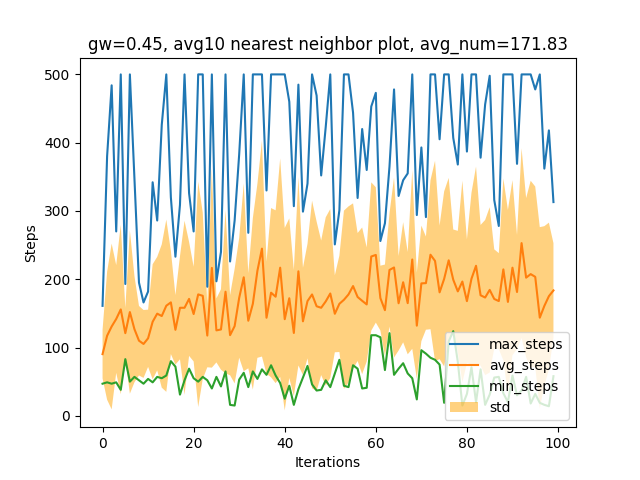 gw=0.45, avg10 nearest neighbor plot, avg_num=171.83
500
400
300
200
100
0
Steps
0
20
40
60
80
100
Iterations
max_steps
avg_steps
min_steps
std